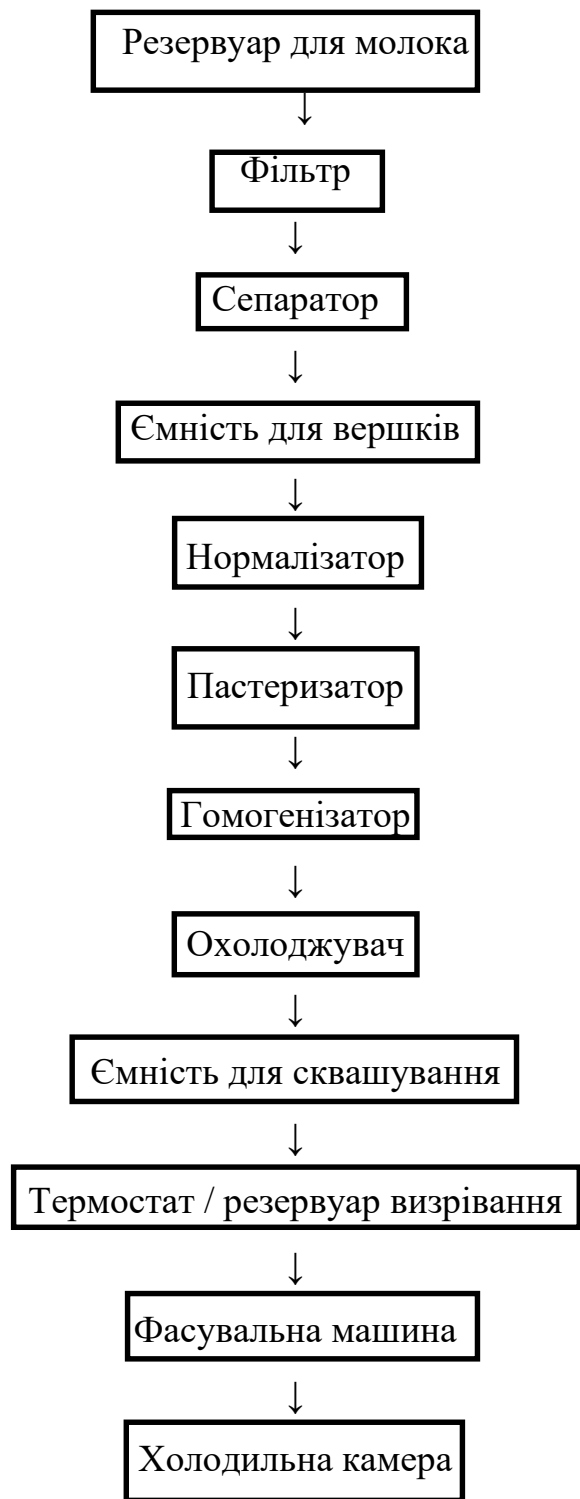 Резервуар для молока
↓
Фільтр
↓
Сепаратор
↓
Ємність для вершків
↓
Нормалізатор
↓
Пастеризатор
↓
Гомогенізатор
↓
Охолоджувач
↓
Ємність для сквашування
↓
Термостат / резервуар визрівання
↓
Фасувальна машина
↓
Холодильна камера